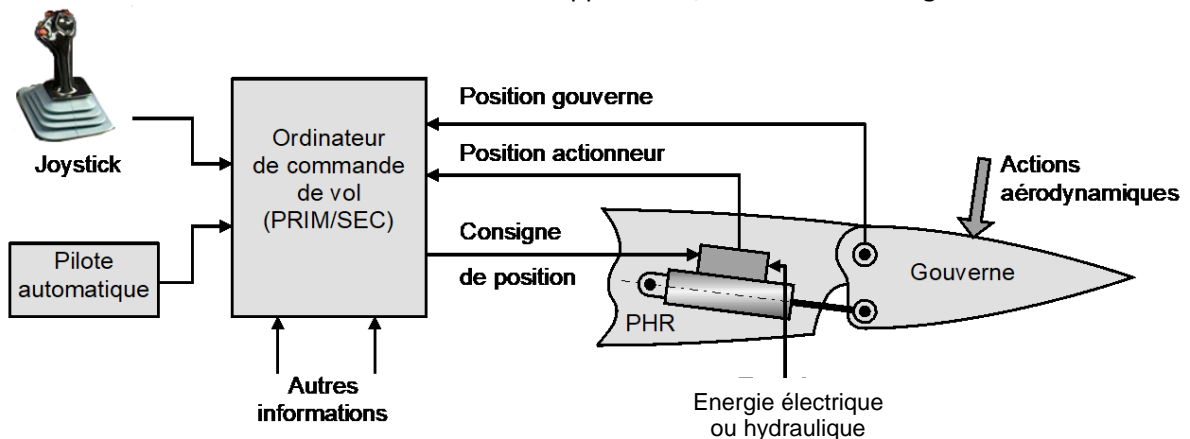 Joystick
Pilote
automatique
Ordinateur
de commande
de vol
(PRIM/SEC)
Autres
informations
Position gouverne
Position actionneur
Consigne
de position
PHR
Gouverne
Actions
aérodynamiques
Energie électrique
ou hydraulique